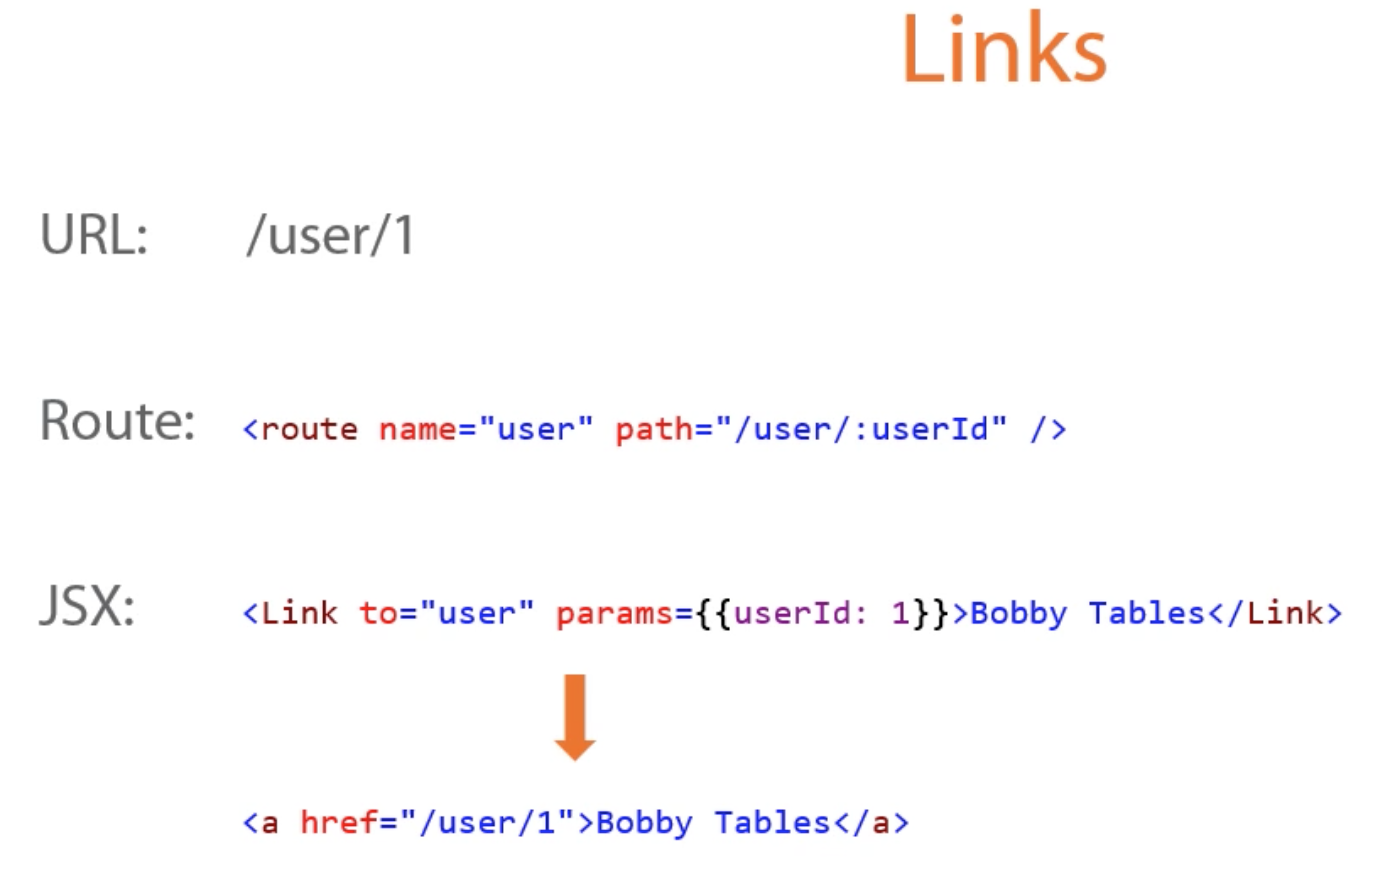 Links
URL: /user/1
Route: <route name="user" path="/user/:userId" />
JSX: <Link to="user" params={{userId: 1}}>Bobby Tables</Link>
<a href="/user/1">Bobby Tables</a>